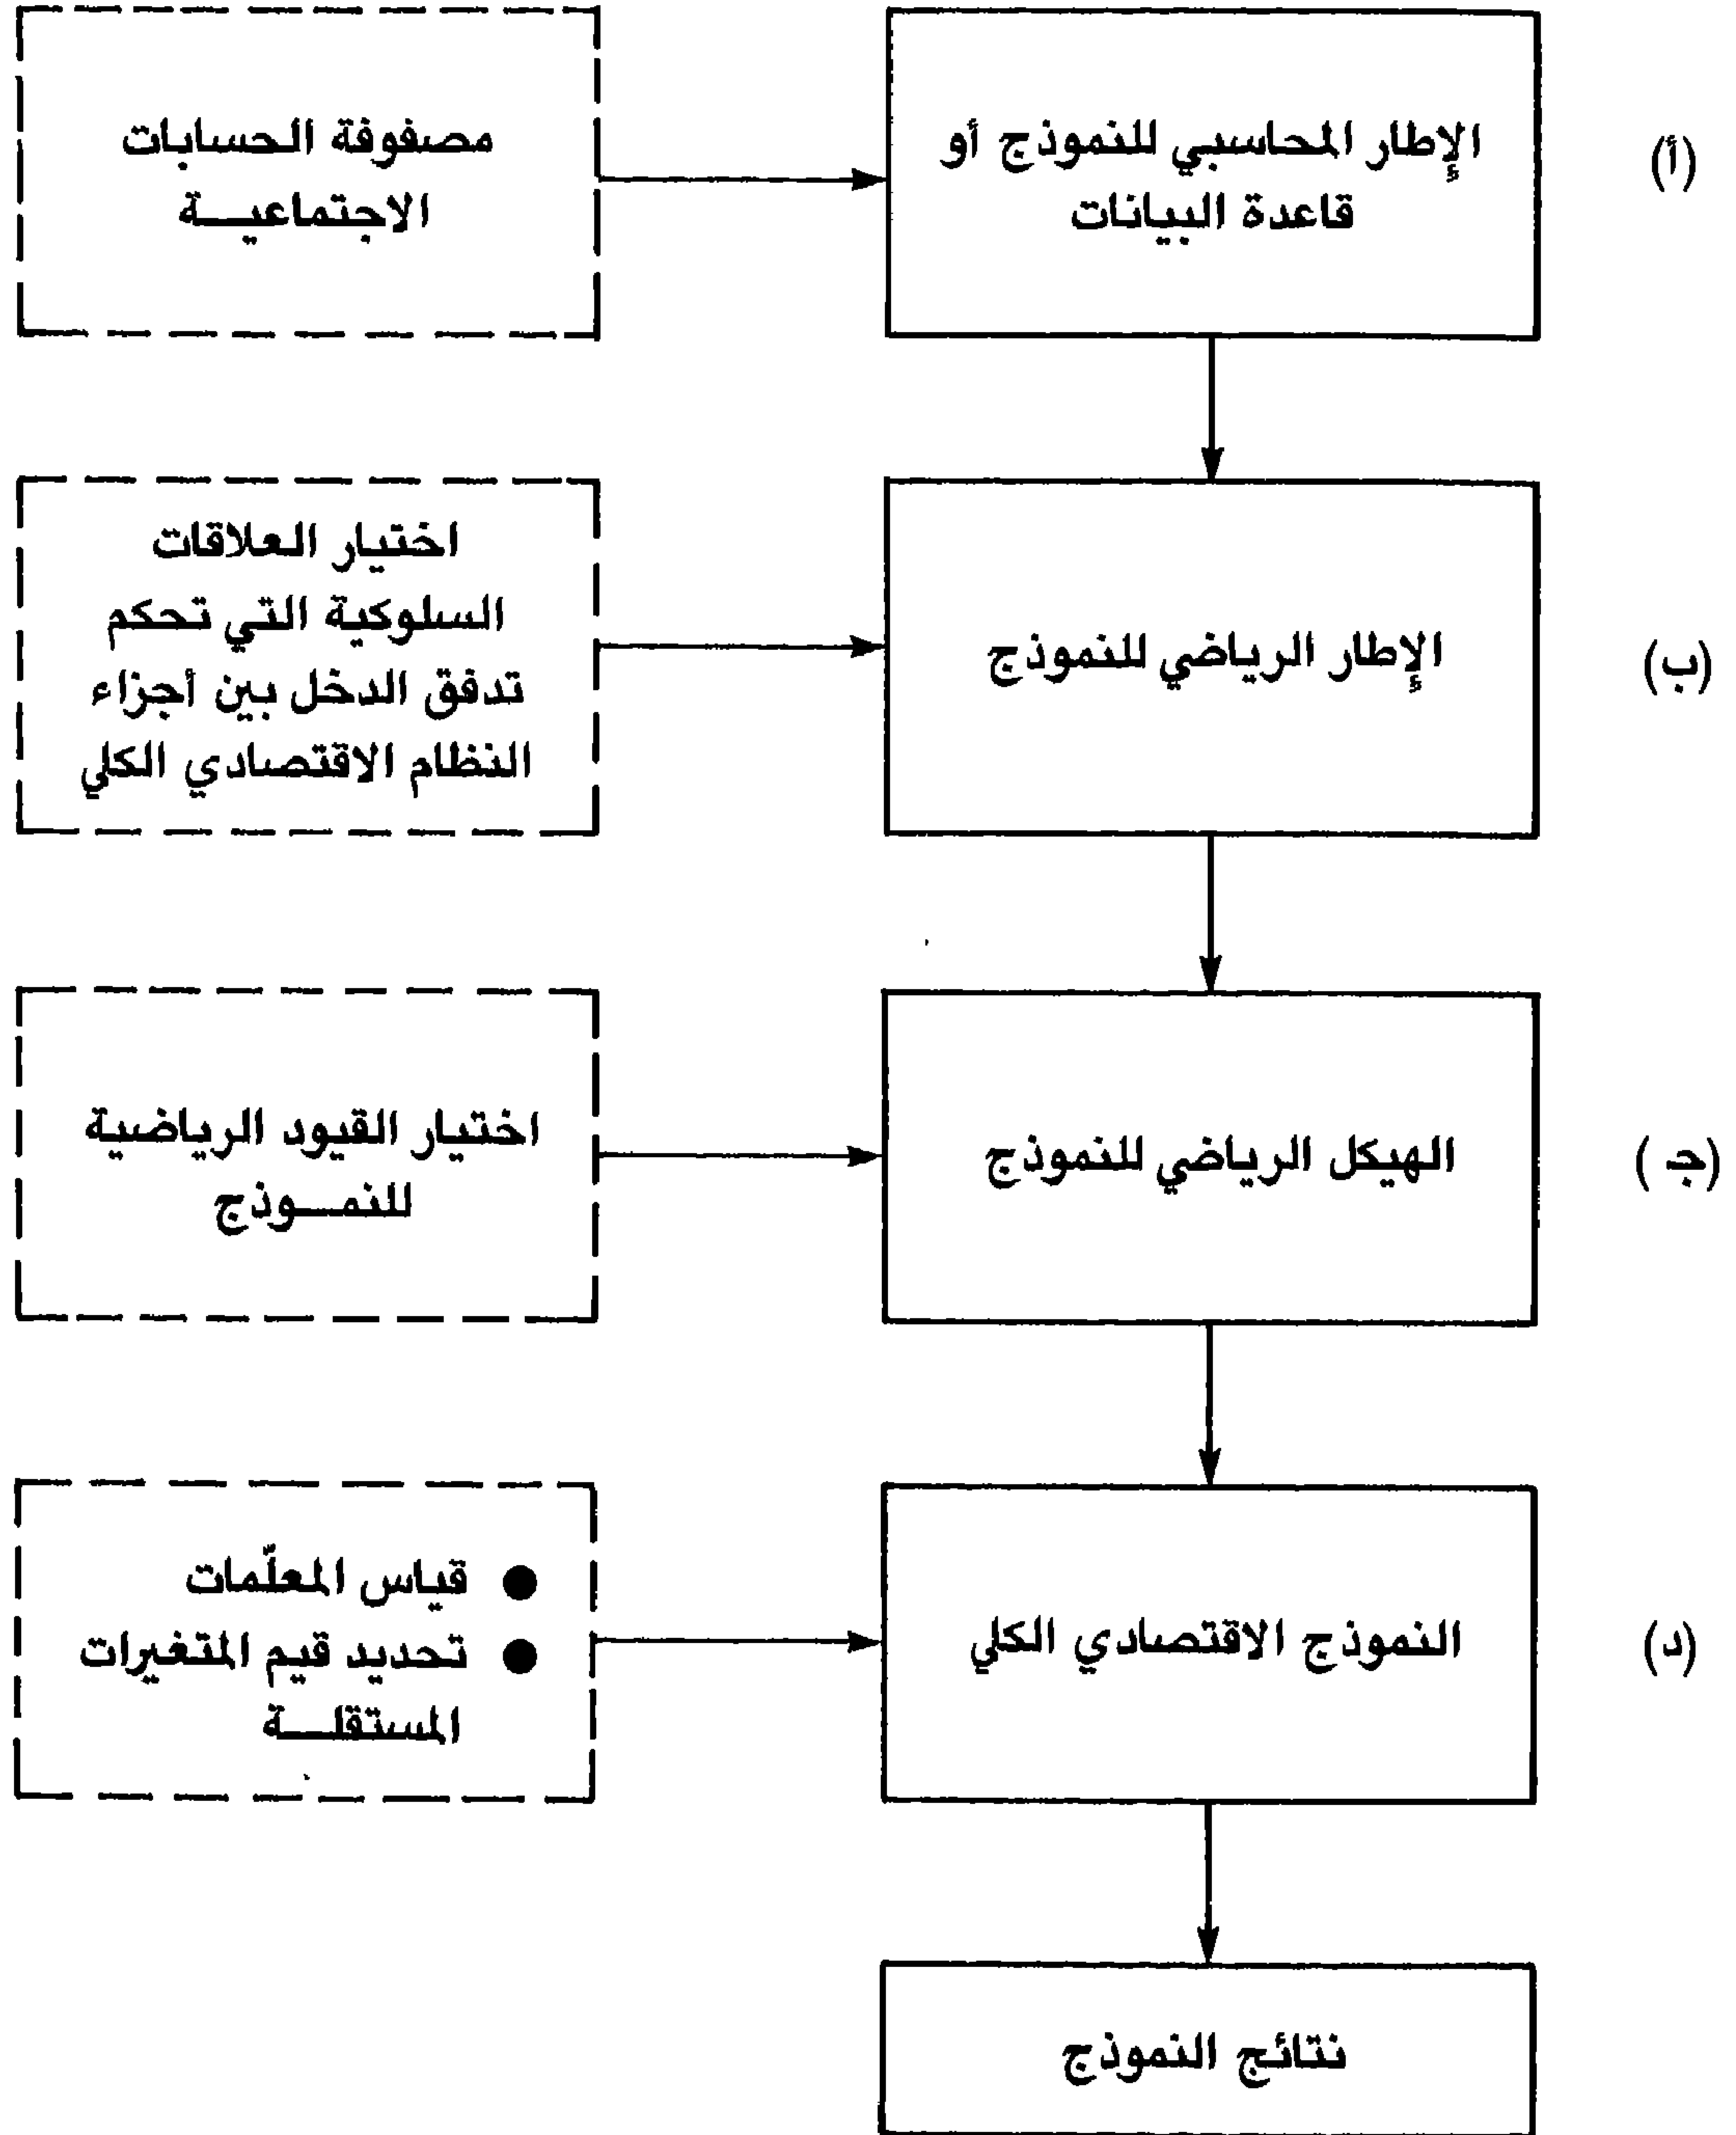 (أ)
الإطار المحاسبي للنموذج أو
قاعدة البيانات
مصفوفة الحسابات
الاجتماعيـــة
(ب)
الإطار الرياضي للنموذج
اختيار العلاقات
السلوكية التي تحكم
تدفق الدخل بين أجزاء
النظام الاقتصادي الكلي
(جـ)
الهيكل الرياضي للنموذج
اختيار القيود الرياضية
للنمـــوذج
(د)
النموذج الاقتصادي الكلي
● قياس المعلّمات
● تحديد قيم المتغيرات
المستقلـــة
نتائج النموذج